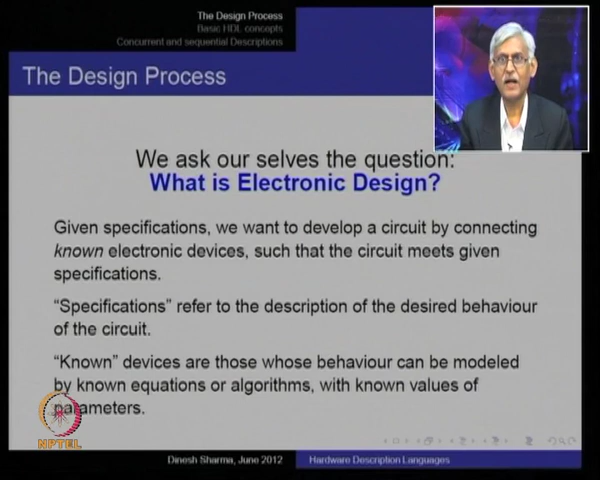 The Design Process
Basic HDL concepts
Concurrent and sequential Descriptions
The Design Process
We ask our selves the question:
What is Electronic Design?
Given specifications, we want to develop a circuit by connecting
known electronic devices, such that the circuit meets given
specifications.
“Specifications” refer to the description of the desired behaviour
of the circuit.
“Known” devices are those whose behaviour can be modeled
by known equations or algorithms, with known values of
parameters.
NPTEL
Dinesh Sharma, June 2012
Hardware Description Languages